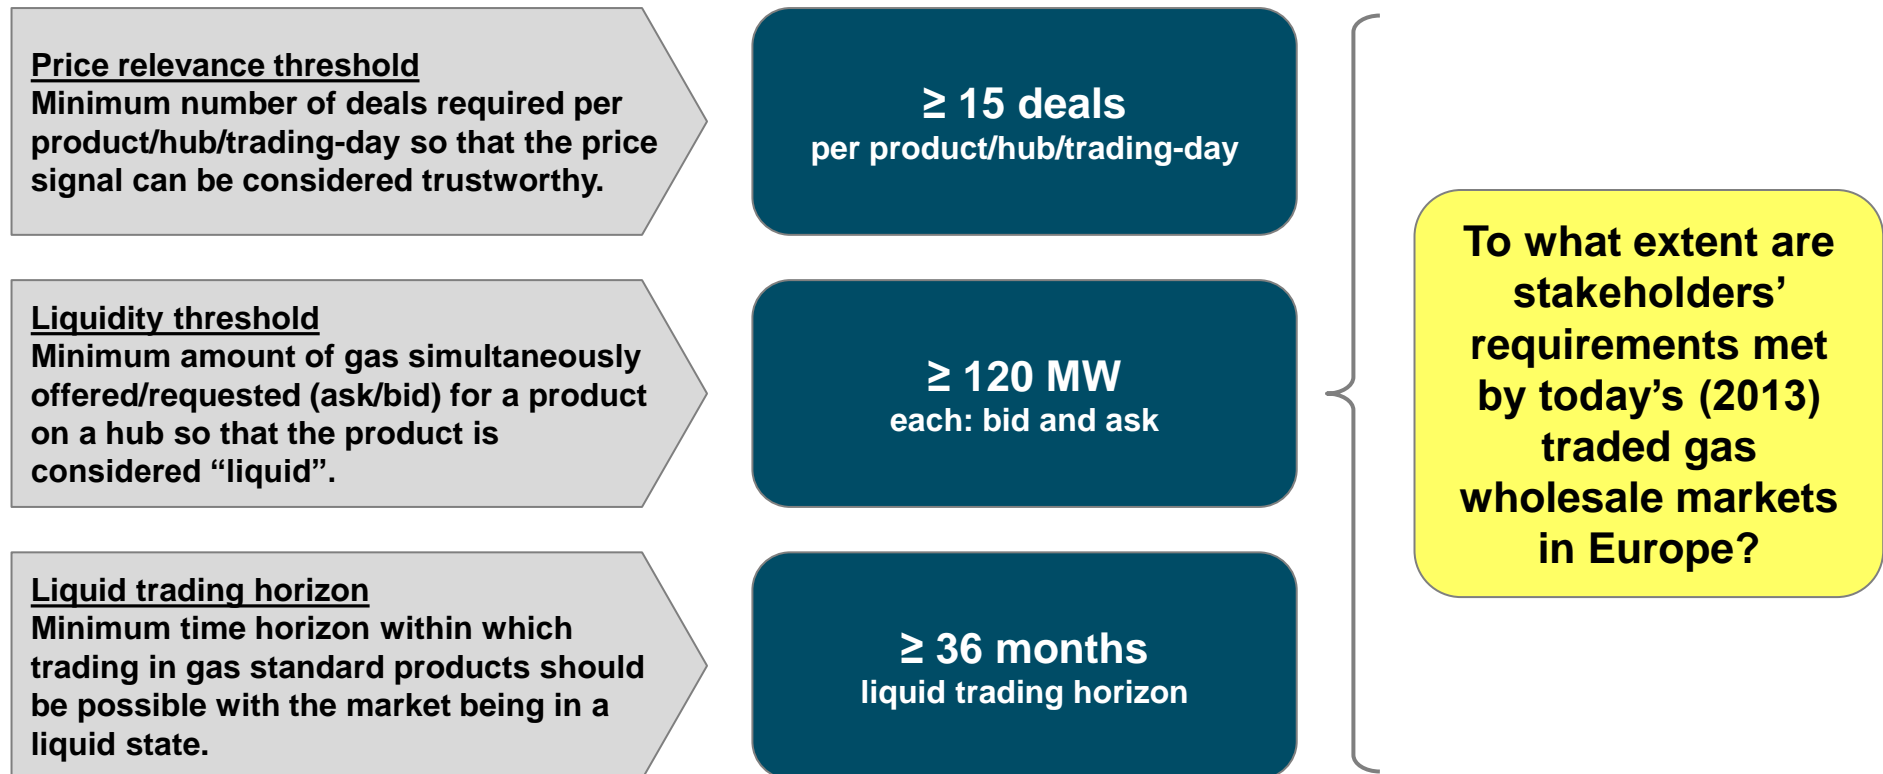 Price relevance threshold
Minimum number of deals required per
product/hub/trading-day so that the price
signal can be considered trustworthy.
≥ 15 deals
per product/hub/trading-day
Liquidity threshold
Minimum amount of gas simultaneously
offered/requested (ask/bid) for a product
on a hub so that the product is
considered “liquid”.
≥ 120 MW
each: bid and ask
Liquid trading horizon
Minimum time horizon within which
trading in gas standard products should
be possible with the market being in a
liquid state.
≥ 36 months
liquid trading horizon
To what extent are
stakeholders’
requirements met
by today’s (2013)
traded gas
wholesale markets
in Europe?